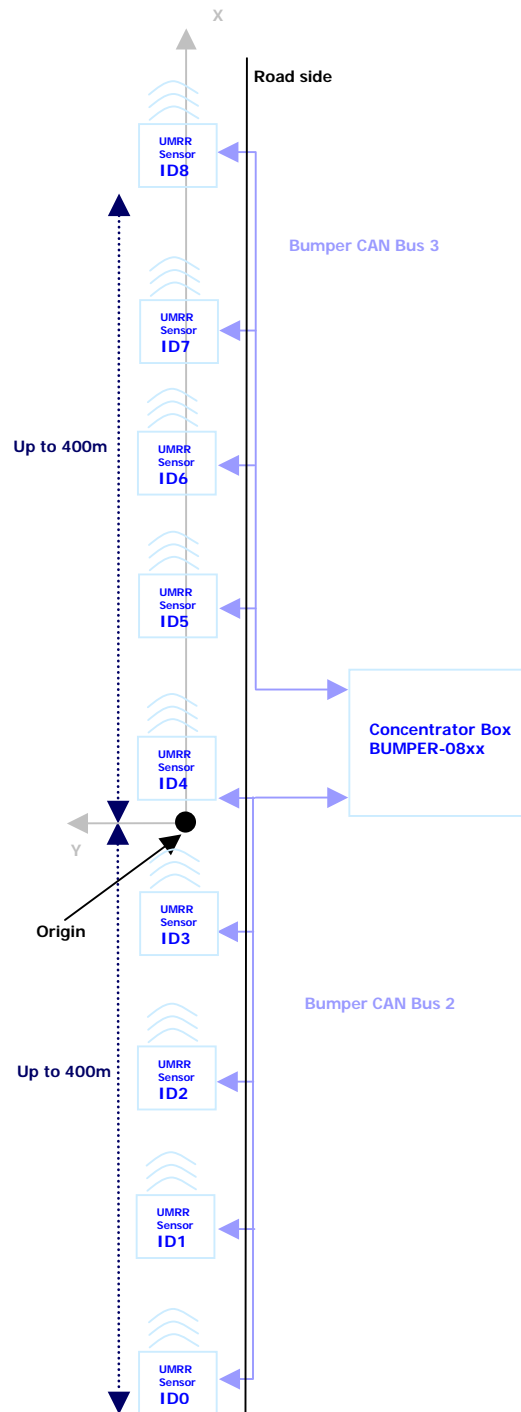 X
Road side
UMRR
Sensor
ID8
Bumper CAN Bus 3
UMRR
Sensor
ID7
Up to 400m
UMRR
Sensor
ID6
UMRR
Sensor
ID5
Concentrator Box
BUMPER-08xx
UMRR
Sensor
ID4
Y
Origin
UMRR
Sensor
ID3
Bumper CAN Bus 2
Up to 400m
UMRR
Sensor
ID2
UMRR
Sensor
ID1
UMRR
Sensor
ID0